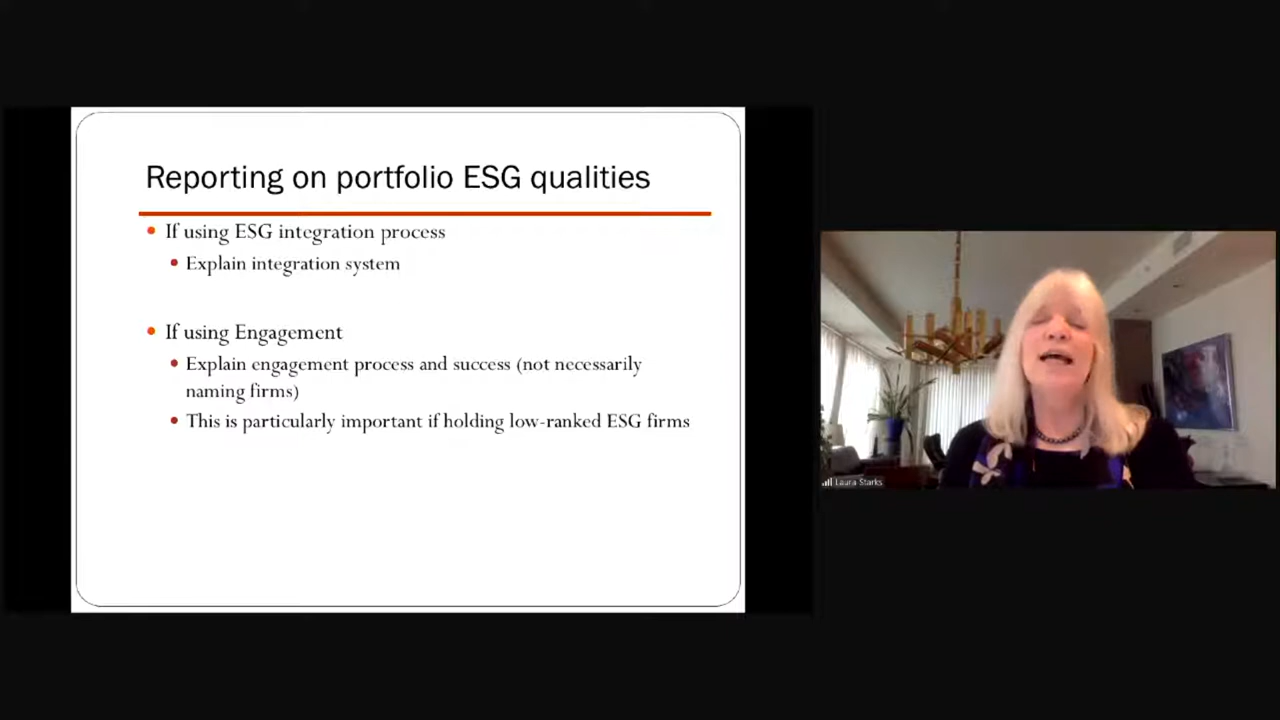 Reporting on portfolio ESG qualities
If using ESG integration process
Explain integration system
If using Engagement
Explain engagement process and success (not necessarily
naming firms)
This is particularly important if holding low-ranked ESG firms
Laura Starks